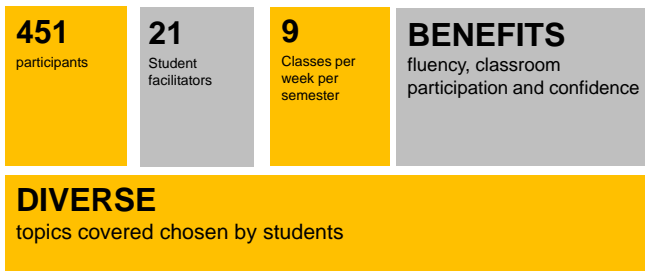 451
participants
21
Student
facilitators
9
Classes per
week per
semester
BENEFITS
fluency, classroom
participation and confidence
DIVERSE
topics covered chosen by students